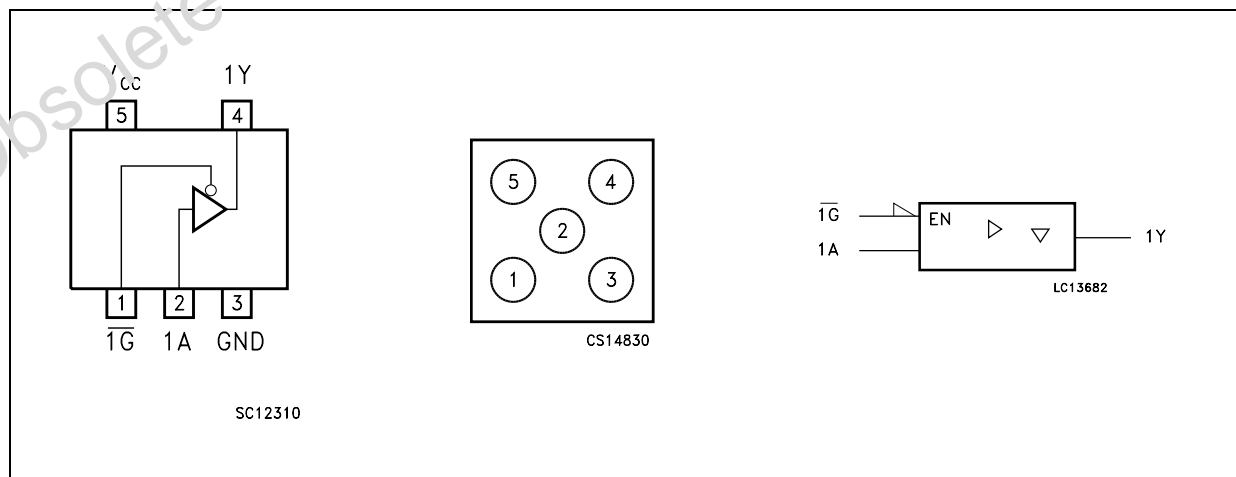 Obsolete
VCC 1Y
5 4
1 2 3
1G 1A GND
SC12310
5 4
2
1 3
CS14830
1G EN
1A
1Y
LC13682